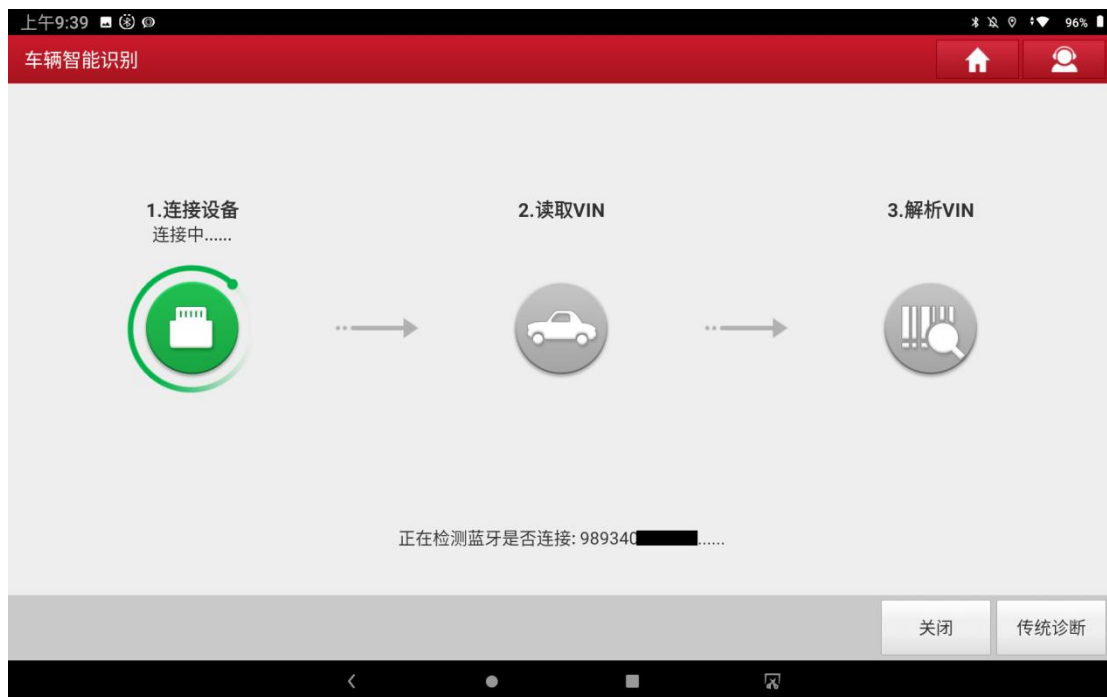 上午9:39
96%
车辆智能识别
1.连接设备
连接中......
2.读取VIN
3.解析VIN
正在检测蓝牙是否连接: 989340......
关闭
传统诊断